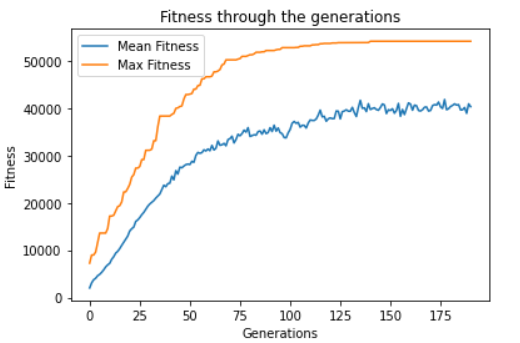 Fitness through the generations
Mean Fitness
Max Fitness
Fitness
50000
40000
30000
20000
10000
0
0 25 50 75 100 125 150 175
Generations